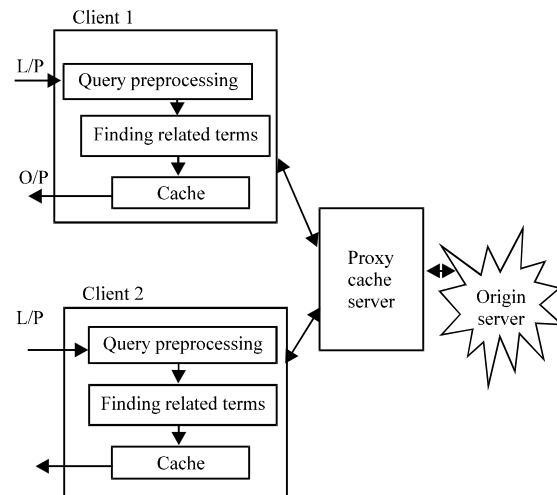 Client 1
L/P
Query preprocessing
Finding related terms
O/P
Cache
Proxy
cache
server
Origin
server
Client 2
L/P
Query preprocessing
Finding related terms
Cache